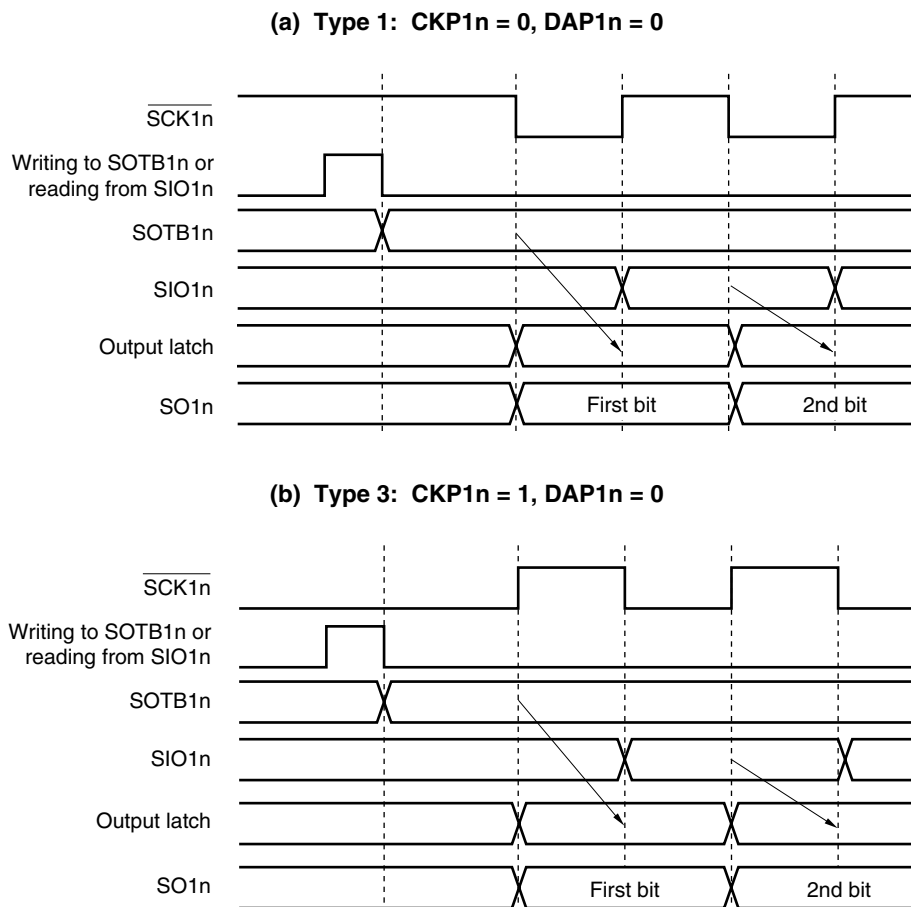 (a) Type 1: CKP1n = 0, DAP1n = 0
SCK1n
Writing to SOTB1n or
reading from SIO1n
SOTB1n
SIO1n
Output latch
SO1n
First bit
2nd bit
(b) Type 3: CKP1n = 1, DAP1n = 0
SCK1n
Writing to SOTB1n or
reading from SIO1n
SOTB1n
SIO1n
Output latch
SO1n
First bit
2nd bit